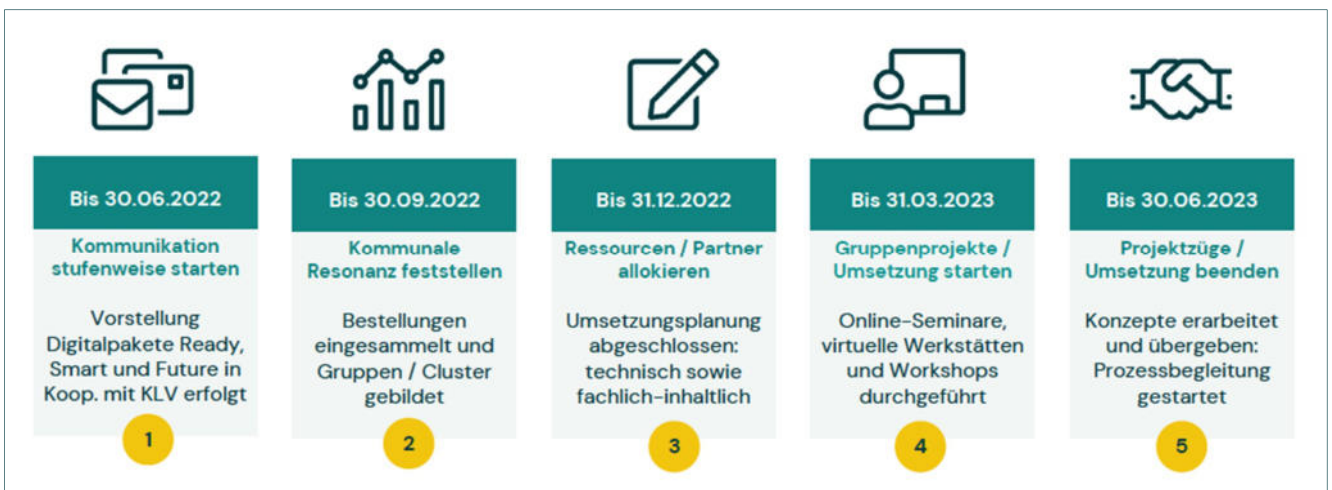 Bis 30.06.2022
Kommunikation
stufenweise starten
Vorstellung
Digitalpakete Ready,
Smart und Future in
Koop. mit KLV erfolgt
1
Bis 30.09.2022
Kommunale
Resonanz feststellen
Bestellungen
eingesammelt und
Gruppen / Cluster
gebildet
2
Bis 31.12.2022
Ressourcen / Partner
allokieren
Umsetzungsplanung
abgeschlossen:
technisch sowie
fachlich-inhaltlich
3
Bis 31.03.2023
Gruppenprojekte /
Umsetzung starten
Online-Seminare,
virtuelle Werkstätten
und Workshops
durchgeführt
4
Bis 30.06.2023
Projektzüge /
Umsetzung beenden
Konzepte erarbeitet
und übergeben:
Prozessbegleitung
gestartet
5